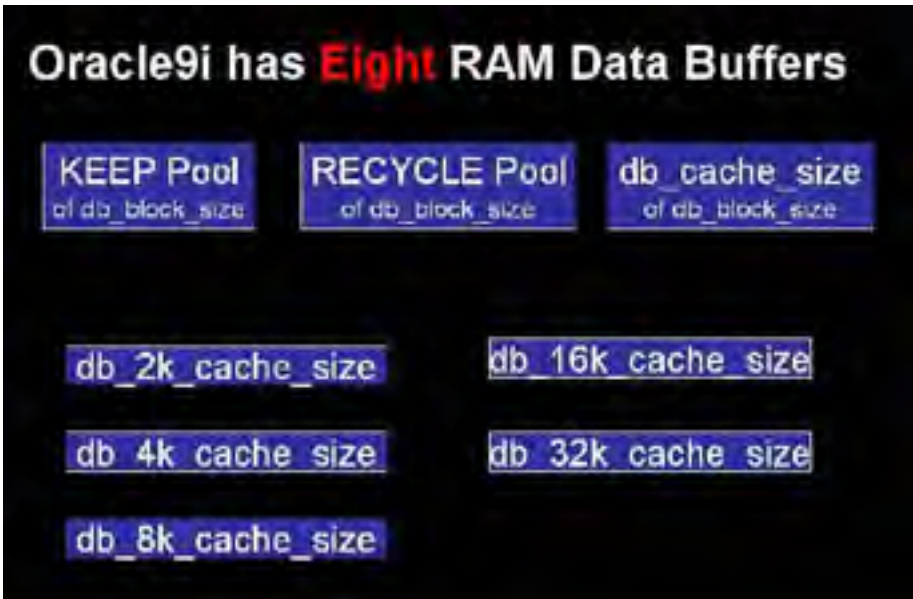 Oracle9i has Eight RAM Data Buffers
KEEP Pool
of db_block_size
RECYCLE Pool
of db_block_size
db_cache_size
of db_block_size
db_2k_cache_size
db_16k_cache_size
db_4k_cache_size
db_32k_cache_size
db_8k_cache_size